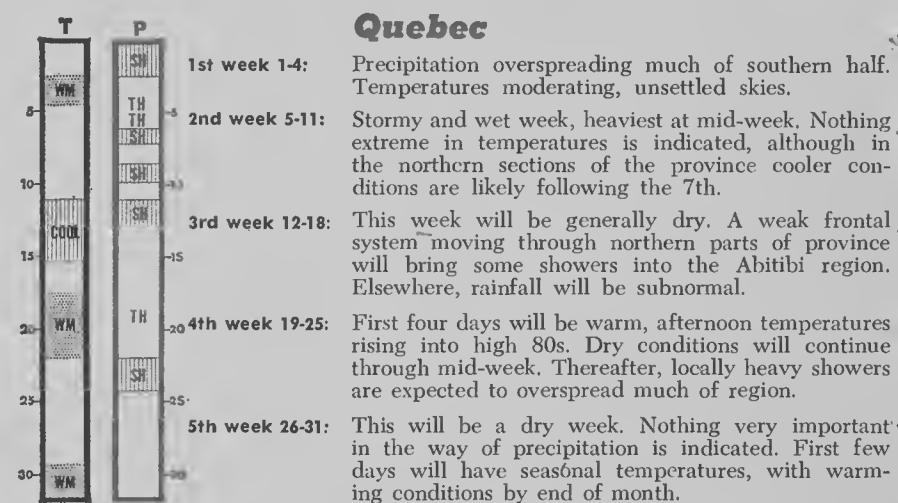 Quebec
T P
SH
WM
TH
TH
SH
SH
SH
COOL
TH
WM
SH
WM
5
10
15
20
25
30
5
10
15
20
25
30
1st week 1-4: Precipitation overspreading much of southern half.
Temperatures moderating, unsettled skies.
2nd week 5-11: Stormy and wet week, heaviest at mid-week. Nothing
extreme in temperatures is indicated, although in
the northern sections of the province cooler con-
ditions are likely following the 7th.
3rd week 12-18: This week will be generally dry. A weak frontal
system moving through northern parts of province
will bring some showers into the Abitibi region.
Elsewhere, rainfall will be subnormal.
4th week 19-25: First four days will be warm, afternoon temperatures
rising into high 80s. Dry conditions will continue
through mid-week. Thereafter, locally heavy showers
are expected to overspread much of region.
5th week 26-31: This will be a dry week. Nothing very important
in the way of precipitation is indicated. First few
days will have seasonal temperatures, with warm-
ing conditions by end of month.